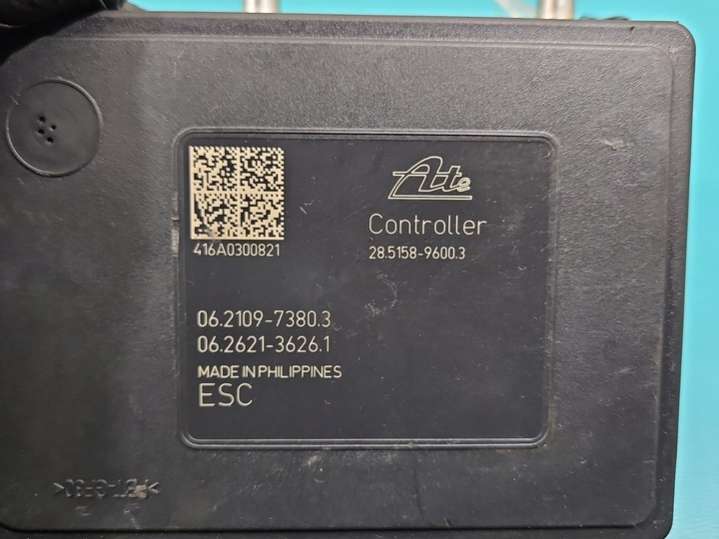 Ate
Controller
28.5158-9600.3
416A0300821
06.2109-7380.3
06.2621-3626.1
MADE IN PHILIPPINES
ESC